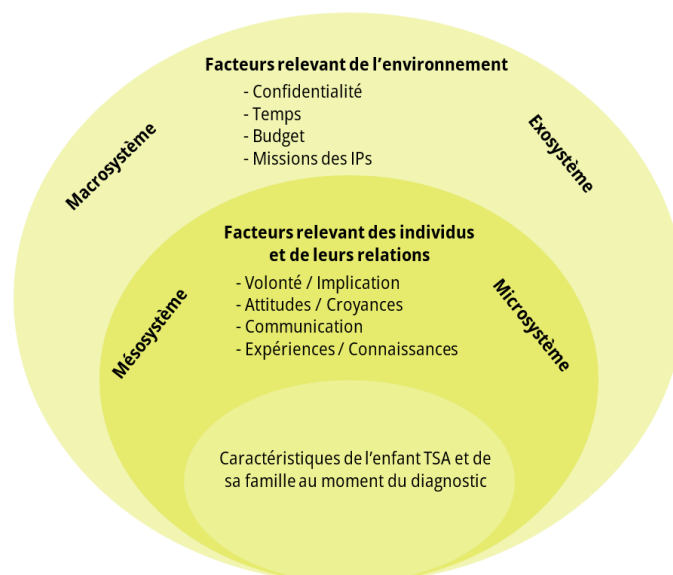 Facteurs relevant de l’environnement
- Confidentialité
- Temps
- Budget
- Missions des IPs
Macrosystème
Exosystème
Facteurs relevant des individus
et de leurs relations
- Volonté / Implication
- Attitudes / Croyances
- Communication
- Expériences / Connaissances
Mésosystème
Microsystème
Caractéristiques de l’enfant TSA et de
sa famille au moment du diagnostic